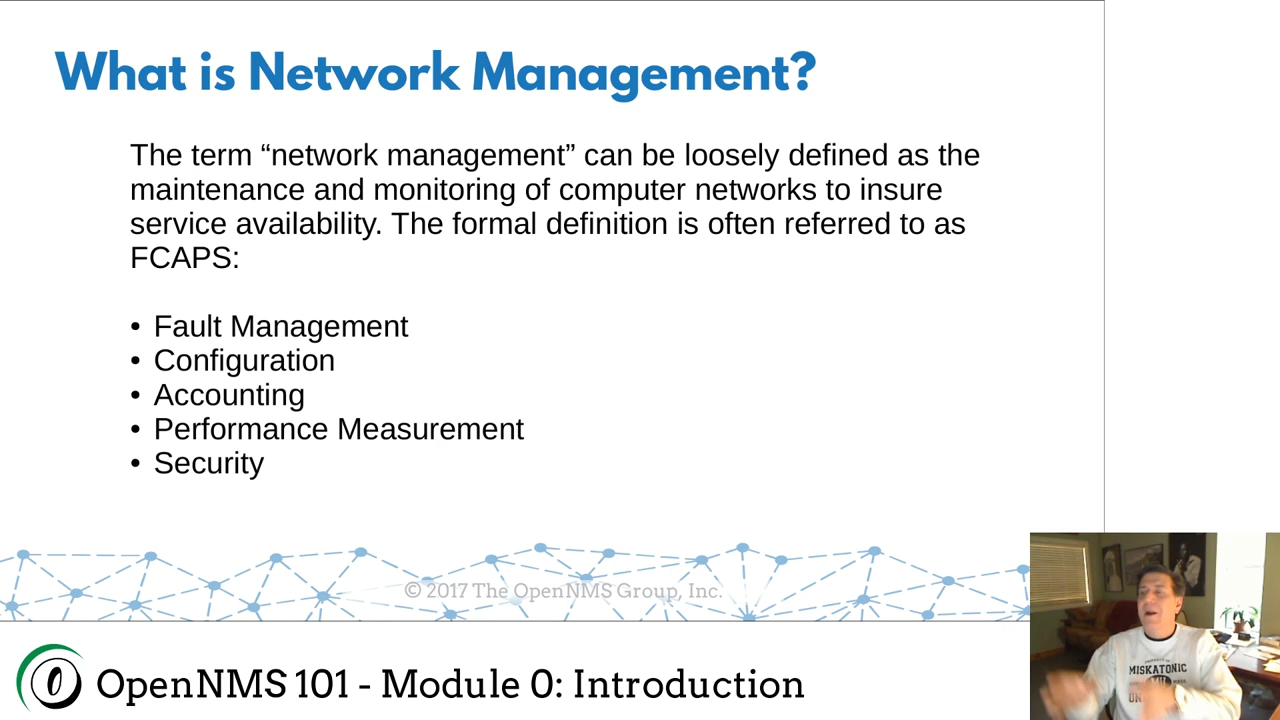 What is Network Management?
The term “network management” can be loosely defined as the
maintenance and monitoring of computer networks to insure
service availability. The formal definition is often referred to as
FCAPS:
• Fault Management
• Configuration
• Accounting
• Performance Measurement
• Security
© 2017 The OpenNMS Group, Inc.
OpenNMS 101 - Module 0: Introduction
MISKATONIC